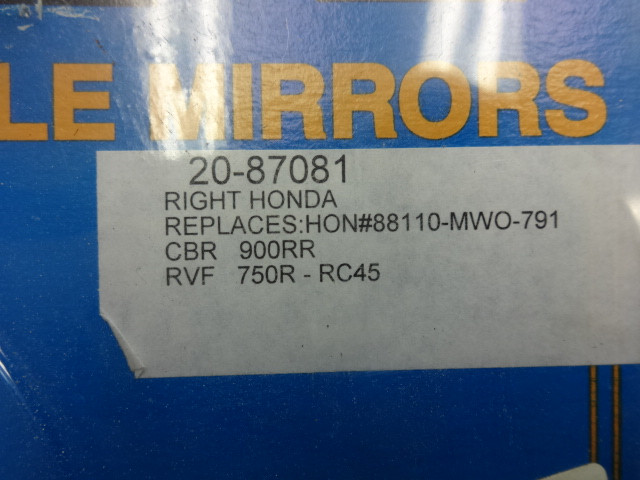 LE MIRRORS
20-87081
RIGHT HONDA
REPLACES:HON#88110-MWO-791
CBR 900RR
RVF 750R - RC45